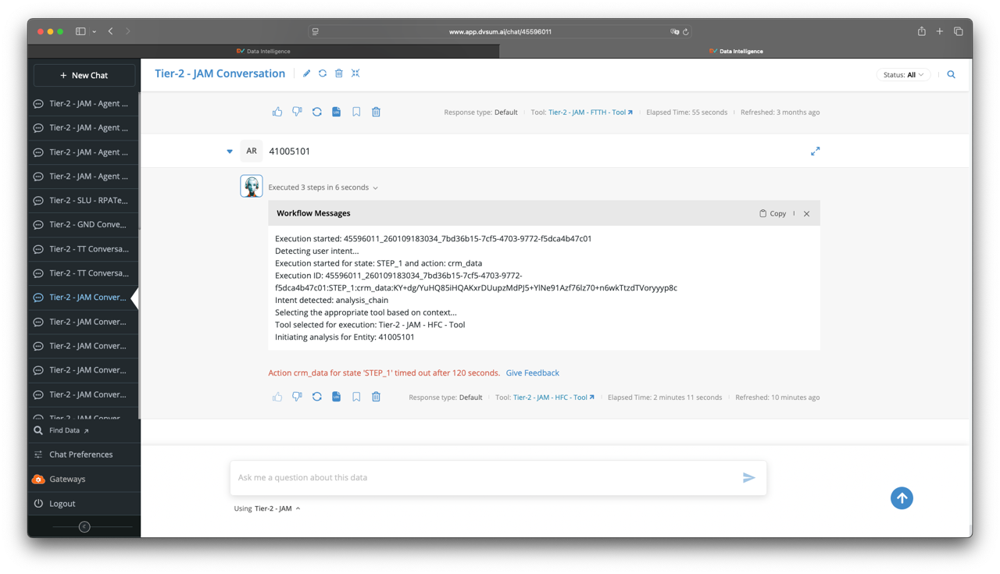 www.app.dvsum.ai/chat/45596011
Data Intelligence
Data Intelligence
+ New Chat
Tier-2 - JAM - Agent ...
Tier-2 - JAM - Agent ...
Tier-2 - JAM - Agent ...
Tier-2 - JAM - Agent ...
Tier-2 - SLU - RPATe...
Tier-2 - GND Conve...
Tier-2 - TT Conversa...
Tier-2 - TT Conversa...
Tier-2 - JAM Conver...
Tier-2 - JAM Conver...
Tier-2 - JAM Conver...
Tier-2 - JAM Conver...
Tier-2 - JAM Conver...
Tier-2 - JAM Conver...
Find Data
Chat Preferences
Gateways
Logout
Tier-2 - JAM Conversation
Status: All
Response type: Default Tool: Tier-2 - JAM - FTTH - Tool Elapsed Time: 55 seconds Refreshed: 3 months ago
AR 41005101
Executed 3 steps in 6 seconds
Workflow Messages Copy
Execution started: 45596011_260109183034_7bd36b15-7cf5-4703-9772-f5dca4b47c01
Detecting user intent...
Execution started for state: STEP_1 and action: crm_data
Execution ID: 45596011_260109183034_7bd36b15-7cf5-4703-9772-
f5dca4b47c01:STEP_1:crm_data:KY+dg/YuHQ85iHQAKxrDUupzMdPJ5+YlNe91Azf76lz70+n6wkTtzdTVoryyyp8c
Intent detected: analysis_chain
Selecting the appropriate tool based on context...
Tool selected for execution: Tier-2 - JAM - HFC - Tool
Initiating analysis for Entity: 41005101
Action crm_data for state 'STEP_1' timed out after 120 seconds. Give Feedback
Response type: Default Tool: Tier-2 - JAM - HFC - Tool Elapsed Time: 2 minutes 11 seconds Refreshed: 10 minutes ago
Ask me a question about this data
Using Tier-2 - JAM